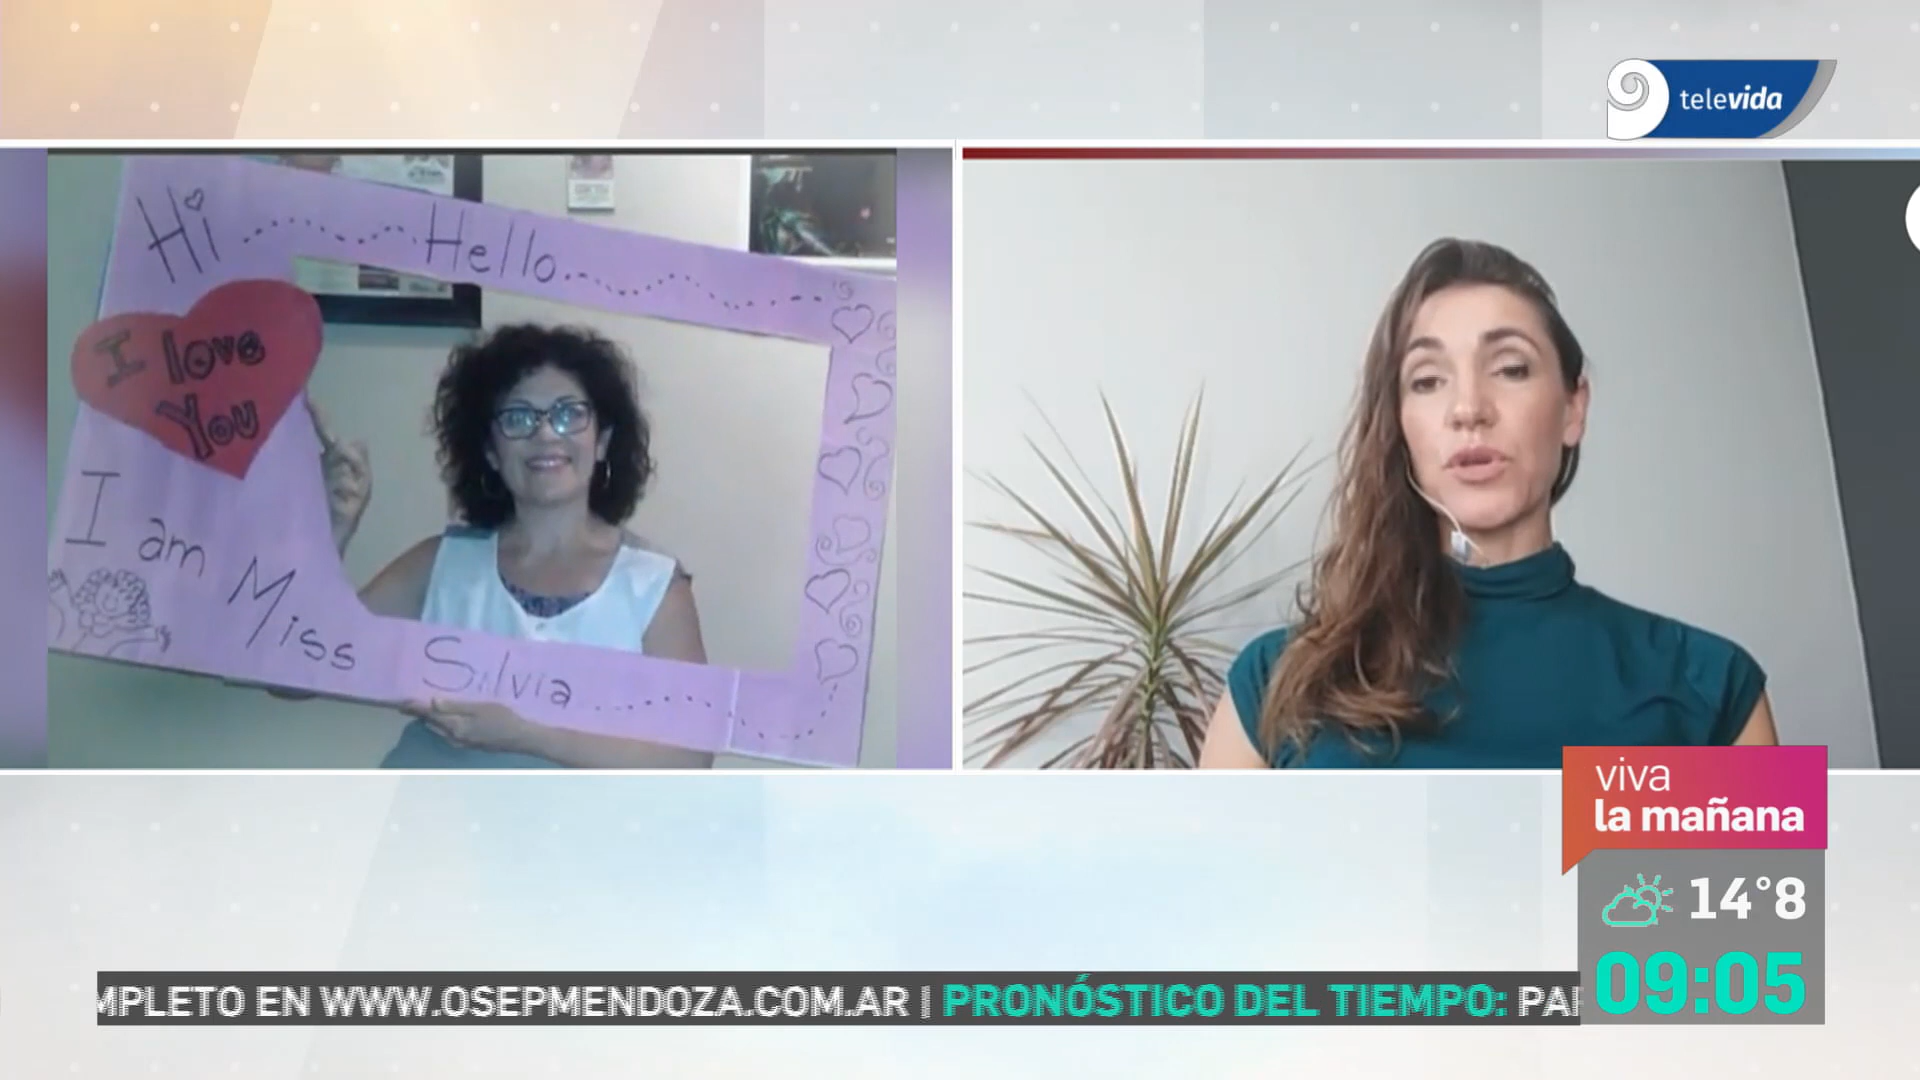 televida
Hi Hello
I love
You
I am Miss Silvia
viva
la mañana
14°8
09:05
MPLETO EN WWW.OSEPMENDOZA.COM.AR | PRONÓSTICO DEL TIEMPO: PAR